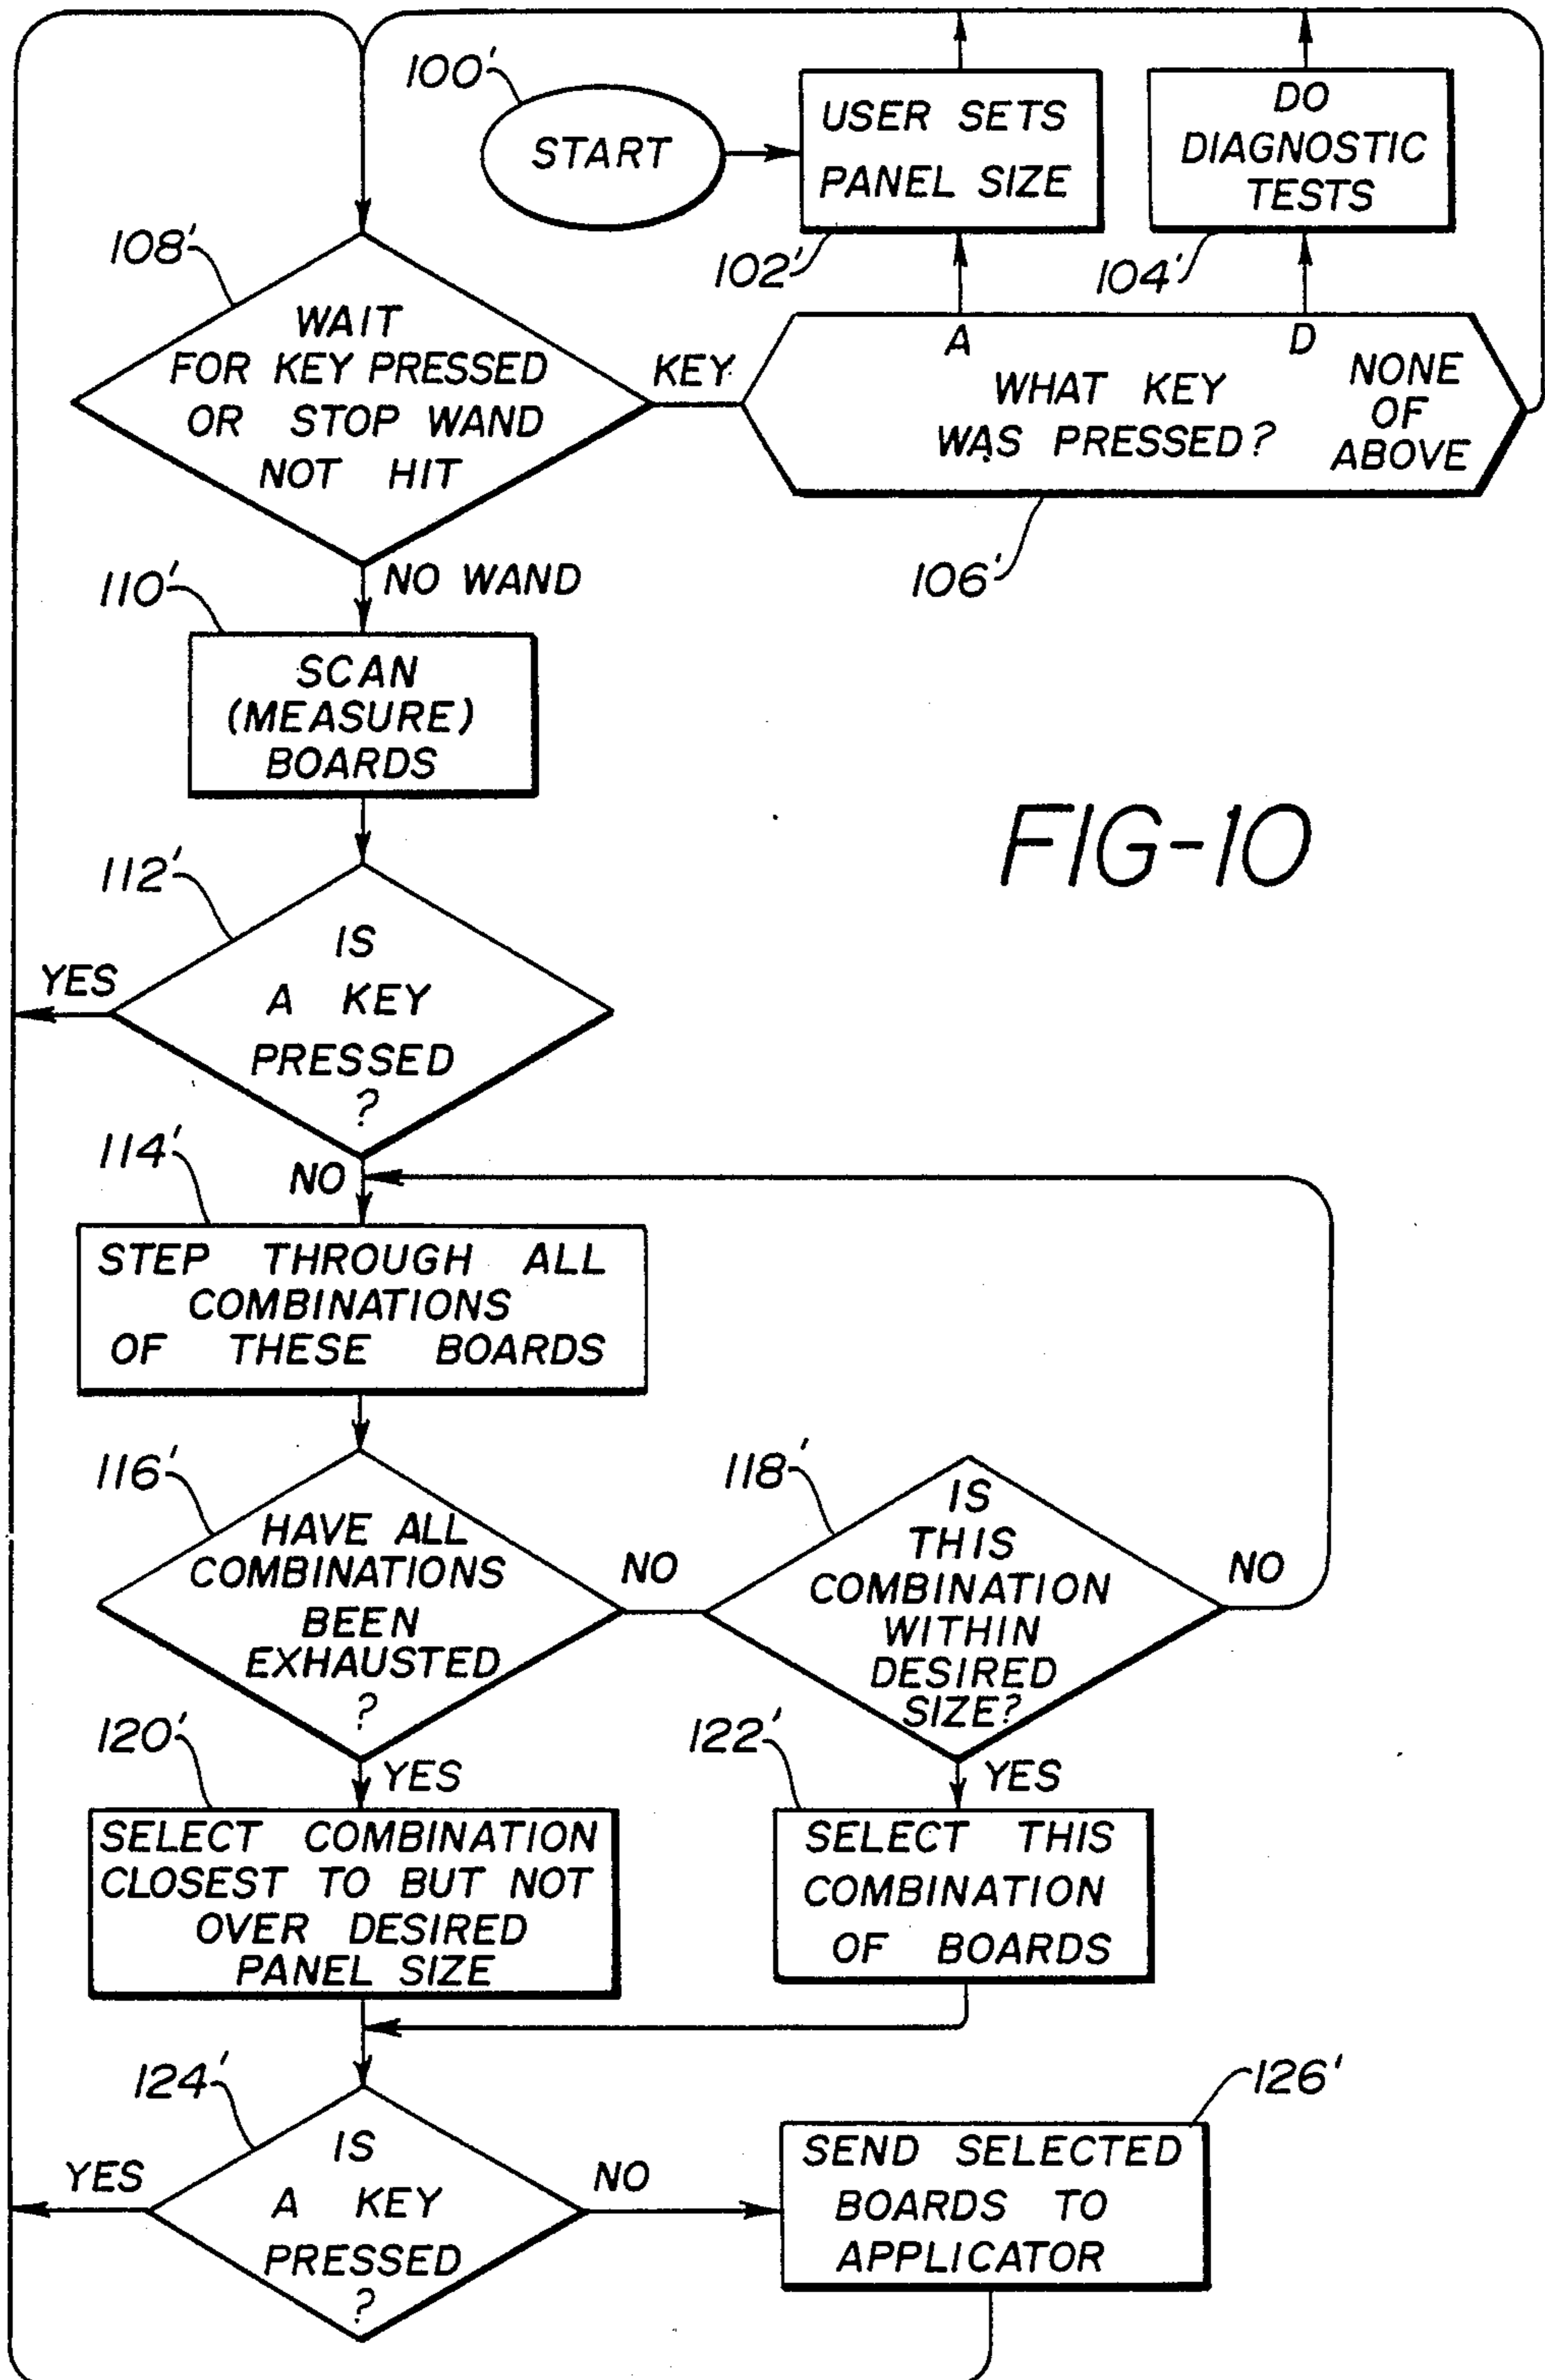 100'
START
USER SETS
PANEL SIZE
102'
DO
DIAGNOSTIC
TESTS
104'
108'
WAIT
FOR KEY PRESSED
OR STOP WAND
NOT HIT
KEY
A
D
WHAT KEY
WAS PRESSED?
NONE
OF
ABOVE
106'
NO WAND
110'
SCAN
(MEASURE)
BOARDS
FIG-10
112'
IS
A KEY
PRESSED
?
YES
NO
114'
STEP THROUGH ALL
COMBINATIONS
OF THESE BOARDS
116'
HAVE ALL
COMBINATIONS
BEEN
EXHAUSTED
?
NO
118'
IS
THIS
COMBINATION
WITHIN
DESIRED
SIZE?
NO
YES
YES
120'
SELECT COMBINATION
CLOSEST TO BUT NOT
OVER DESIRED
PANEL SIZE
122'
SELECT THIS
COMBINATION
OF BOARDS
124'
IS
A KEY
PRESSED
?
YES
NO
126'
SEND SELECTED
BOARDS TO
APPLICATOR